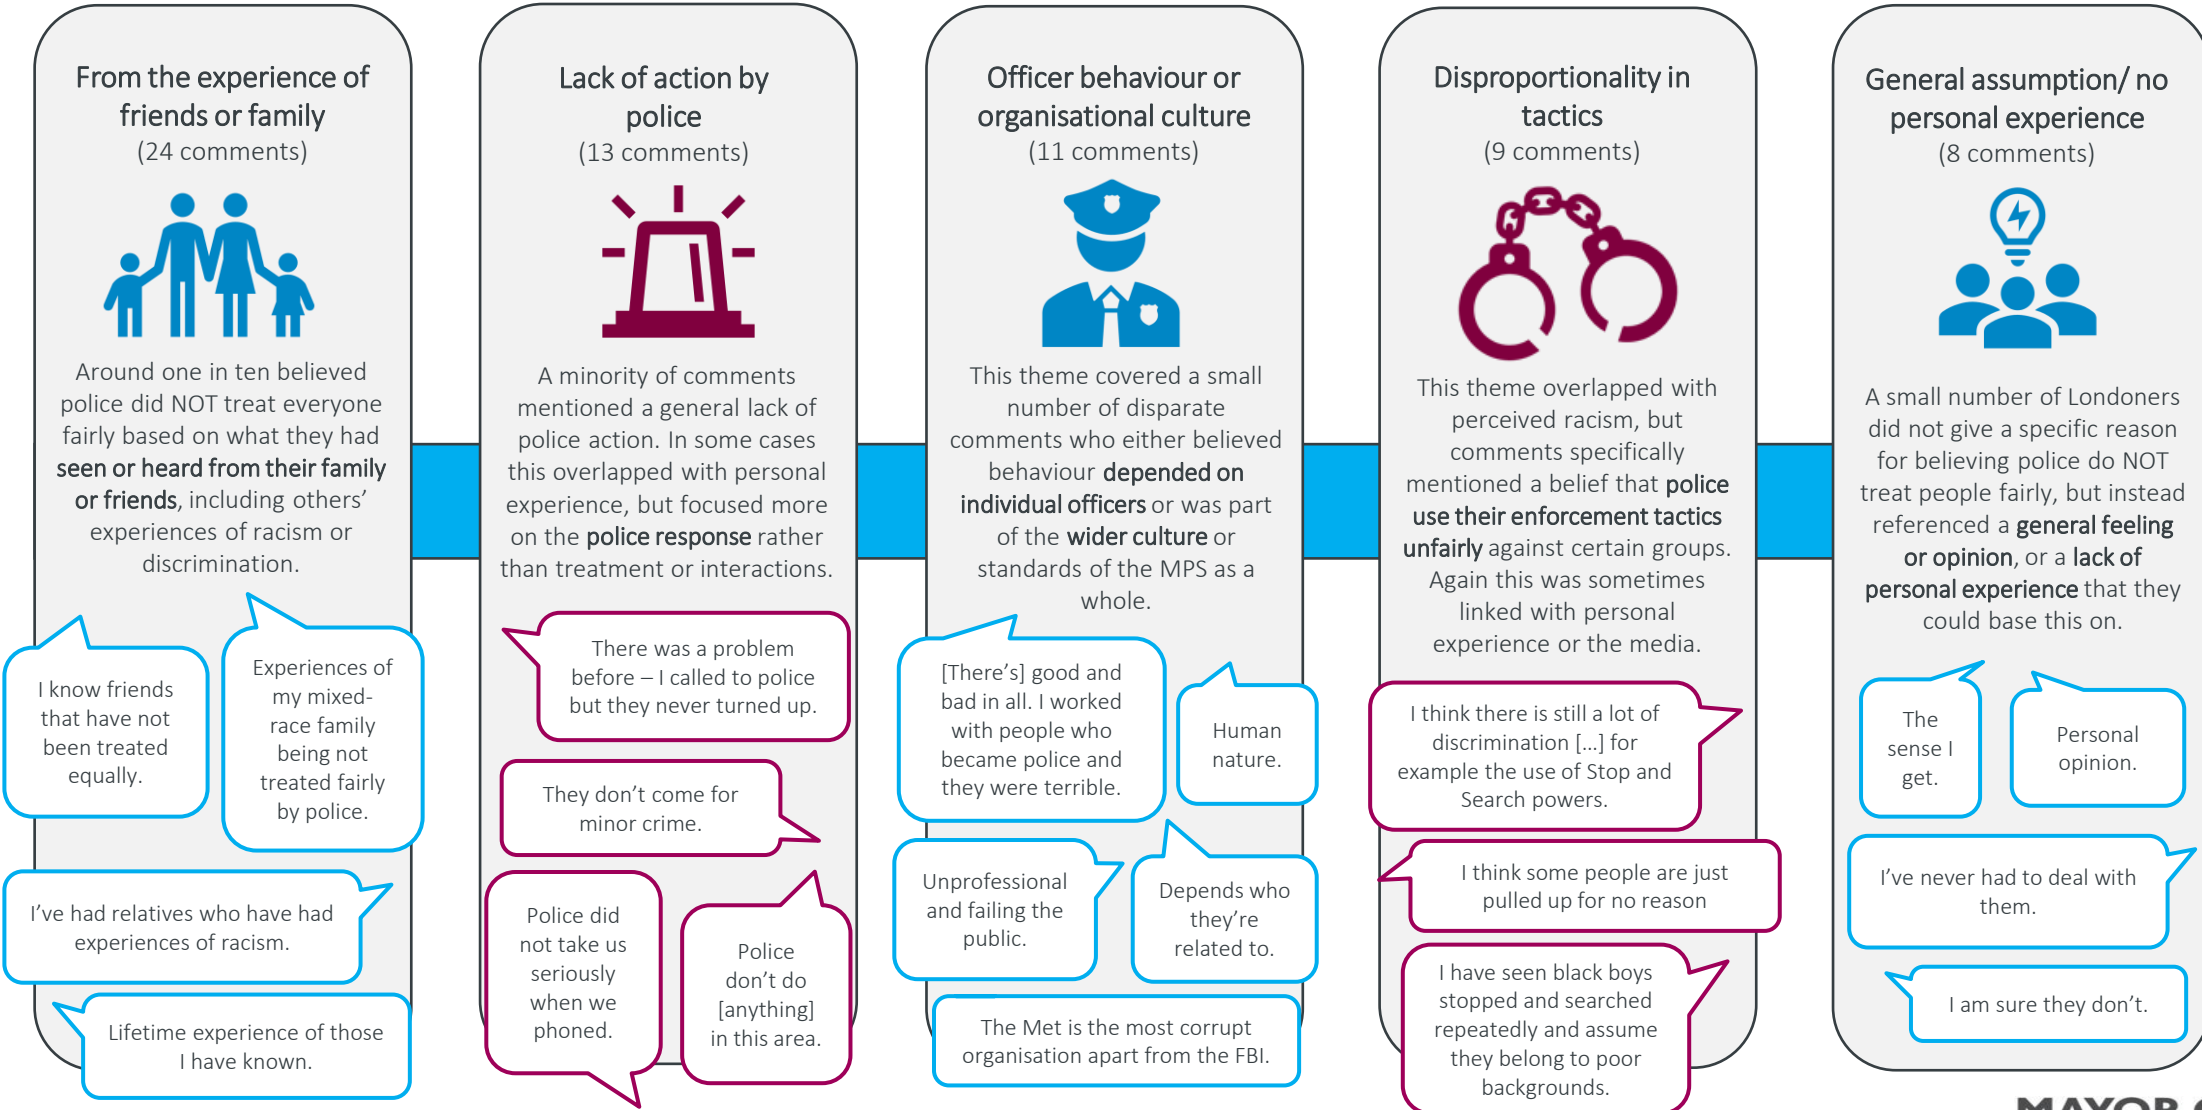 From the experience of
friends or family
(24 comments)
Around one in ten believed
police did NOT treat everyone
fairly based on what they had
seen or heard from their family
or friends, including others’
experiences of racism or
discrimination.
I know friends
that have not
been treated
equally.
Experiences of
my mixed-
race family
being not
treated fairly
by police.
I’ve had relatives who have had
experiences of racism.
Lifetime experience of those
I have known.
Lack of action by
police
(13 comments)
A minority of comments
mentioned a general lack of
police action. In some cases
this overlapped with personal
experience, but focused more
on the police response rather
than treatment or interactions.
There was a problem
before – I called to police
but they never turned up.
They don’t come for
minor crime.
Police did
not take us
seriously
when we
phoned.
Police
don’t do
[anything]
in this area.
Officer behaviour or
organisational culture
(11 comments)
This theme covered a small
number of disparate
comments who either believed
behaviour depended on
individual officers or was part
of the wider culture or
standards of the MPS as a
whole.
[There’s] good and
bad in all. I worked
with people who
became police and
they were terrible.
Human
nature.
Unprofessional
and failing the
public.
Depends who
they’re
related to.
The Met is the most corrupt
organisation apart from the FBI.
Disproportionality in
tactics
(9 comments)
This theme overlapped with
perceived racism, but
comments specifically
mentioned a belief that police
use their enforcement tactics
unfairly against certain groups.
Again this was sometimes
linked with personal
experience or the media.
I think there is still a lot of
discrimination [...] for
example the use of Stop and
Search powers.
I think some people are just
pulled up for no reason
I have seen black boys
stopped and searched
repeatedly and assume
they belong to poor
backgrounds.
General assumption/ no
personal experience
(8 comments)
A small number of Londoners
did not give a specific reason
for believing police do NOT
treat people fairly, but instead
referenced a general feeling
or opinion, or a lack of
personal experience that they
could base this on.
The
sense I
get.
Personal
opinion.
I’ve never had to deal with
them.
I am sure they don’t.
MAYOR